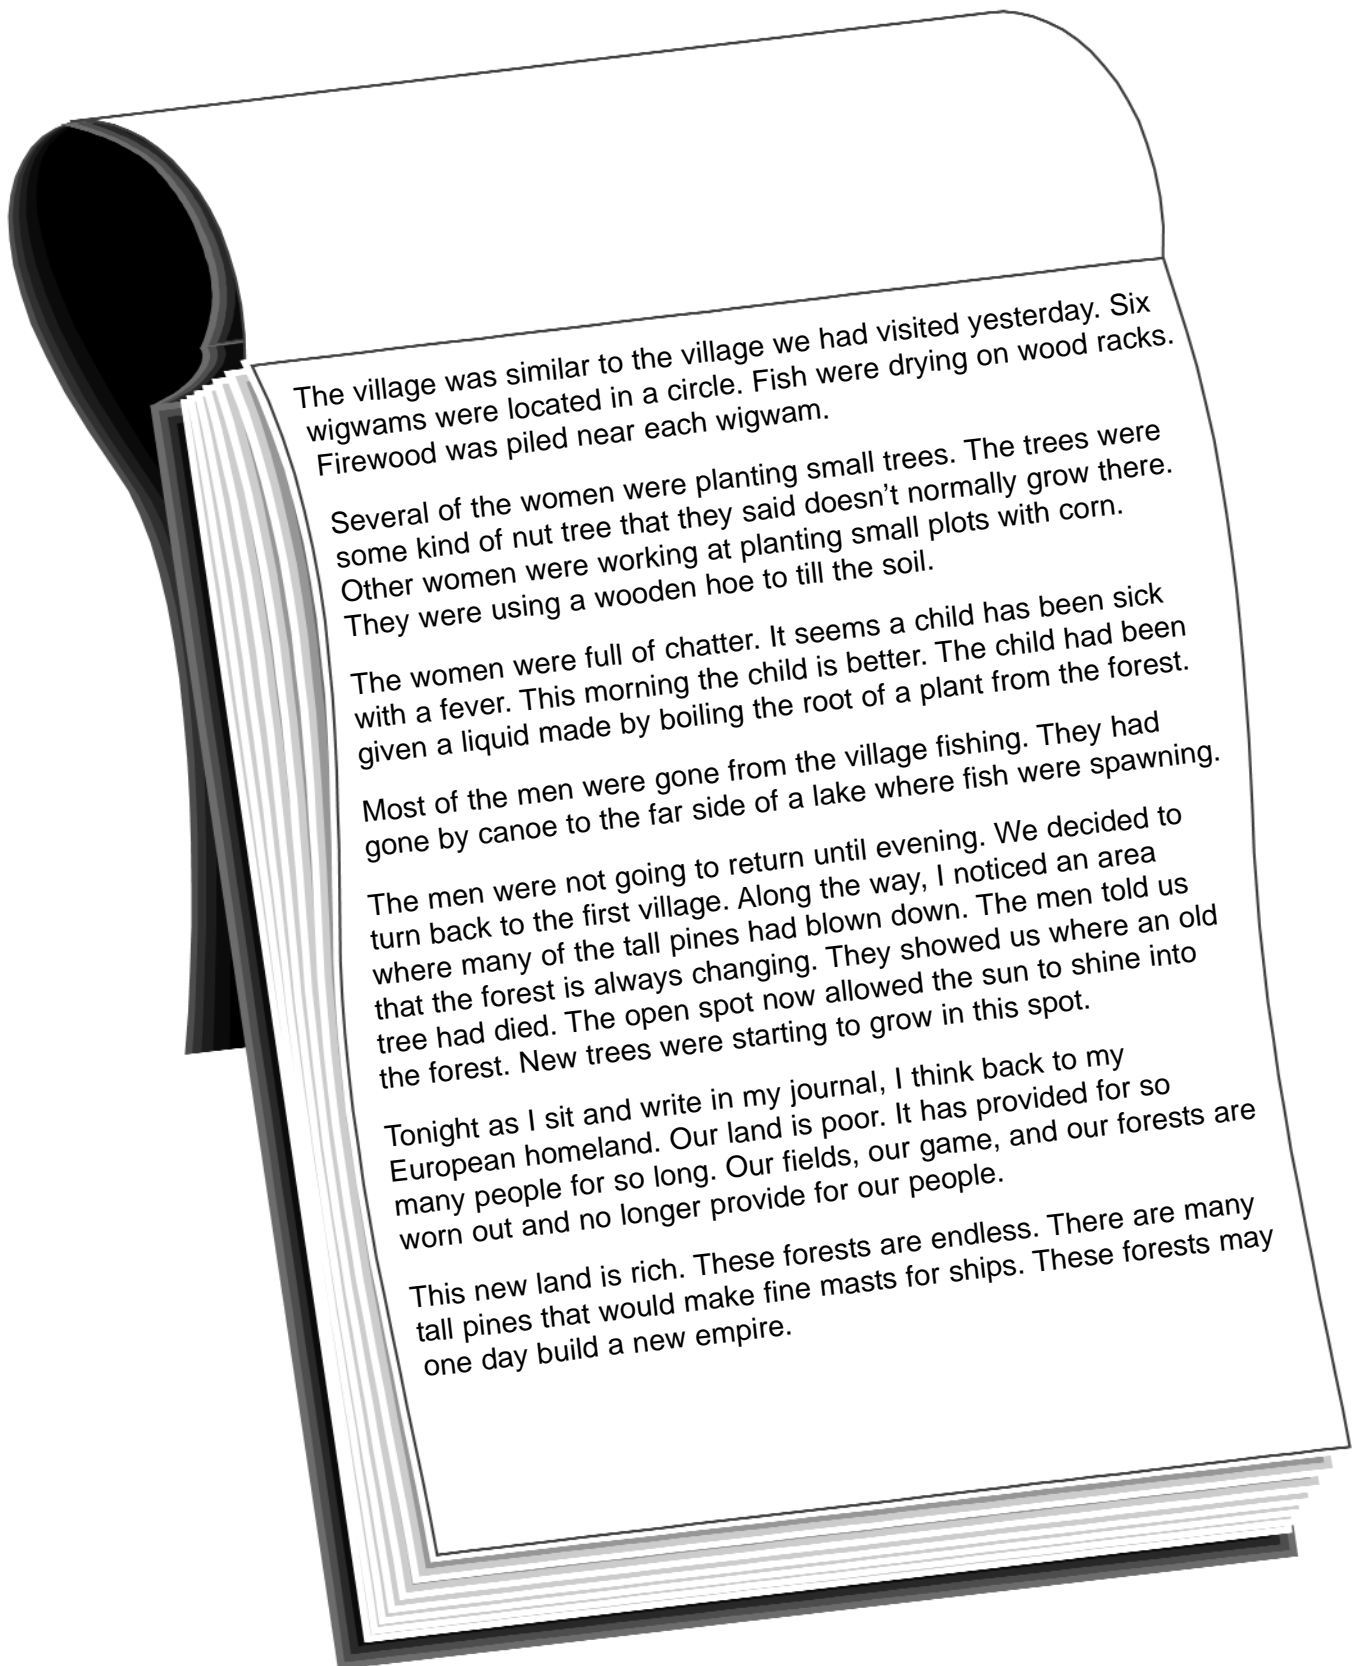 The village was similar to the village we had visited yesterday. Six
wigwams were located in a circle. Fish were drying on wood racks.
Firewood was piled near each wigwam.
Several of the women were planting small trees. The trees were
some kind of nut tree that they said doesn’t normally grow there.
Other women were working at planting small plots with corn.
They were using a wooden hoe to till the soil.
The women were full of chatter. It seems a child has been sick
with a fever. This morning the child is better. The child had been
given a liquid made by boiling the root of a plant from the forest.
Most of the men were gone from the village fishing. They had
gone by canoe to the far side of a lake where fish were spawning.
The men were not going to return until evening. We decided to
turn back to the first village. Along the way, I noticed an area
where many of the tall pines had blown down. The men told us
that the forest is always changing. They showed us where an old
tree had died. The open spot now allowed the sun to shine into
the forest. New trees were starting to grow in this spot.
Tonight as I sit and write in my journal, I think back to my
European homeland. Our land is poor. It has provided for so
many people for so long. Our fields, our game, and our forests are
worn out and no longer provide for our people.
This new land is rich. These forests are endless. There are many
tall pines that would make fine masts for ships. These forests may
one day build a new empire.